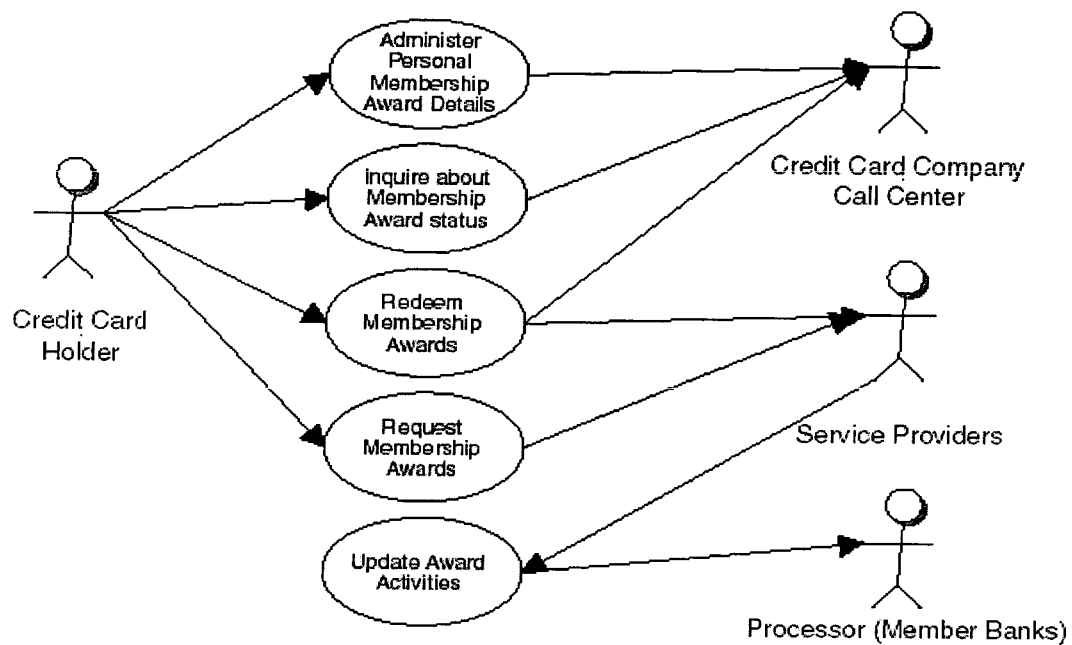 Administer
Personal
Membership
Award Details
Inquire about
Membership
Award status
Redeem
Membership
Awards
Request
Membership
Awards
Update Award
Activities
Credit Card
Holder
Credit Card Company
Call Center
Service Providers
Processor (Member Banks)